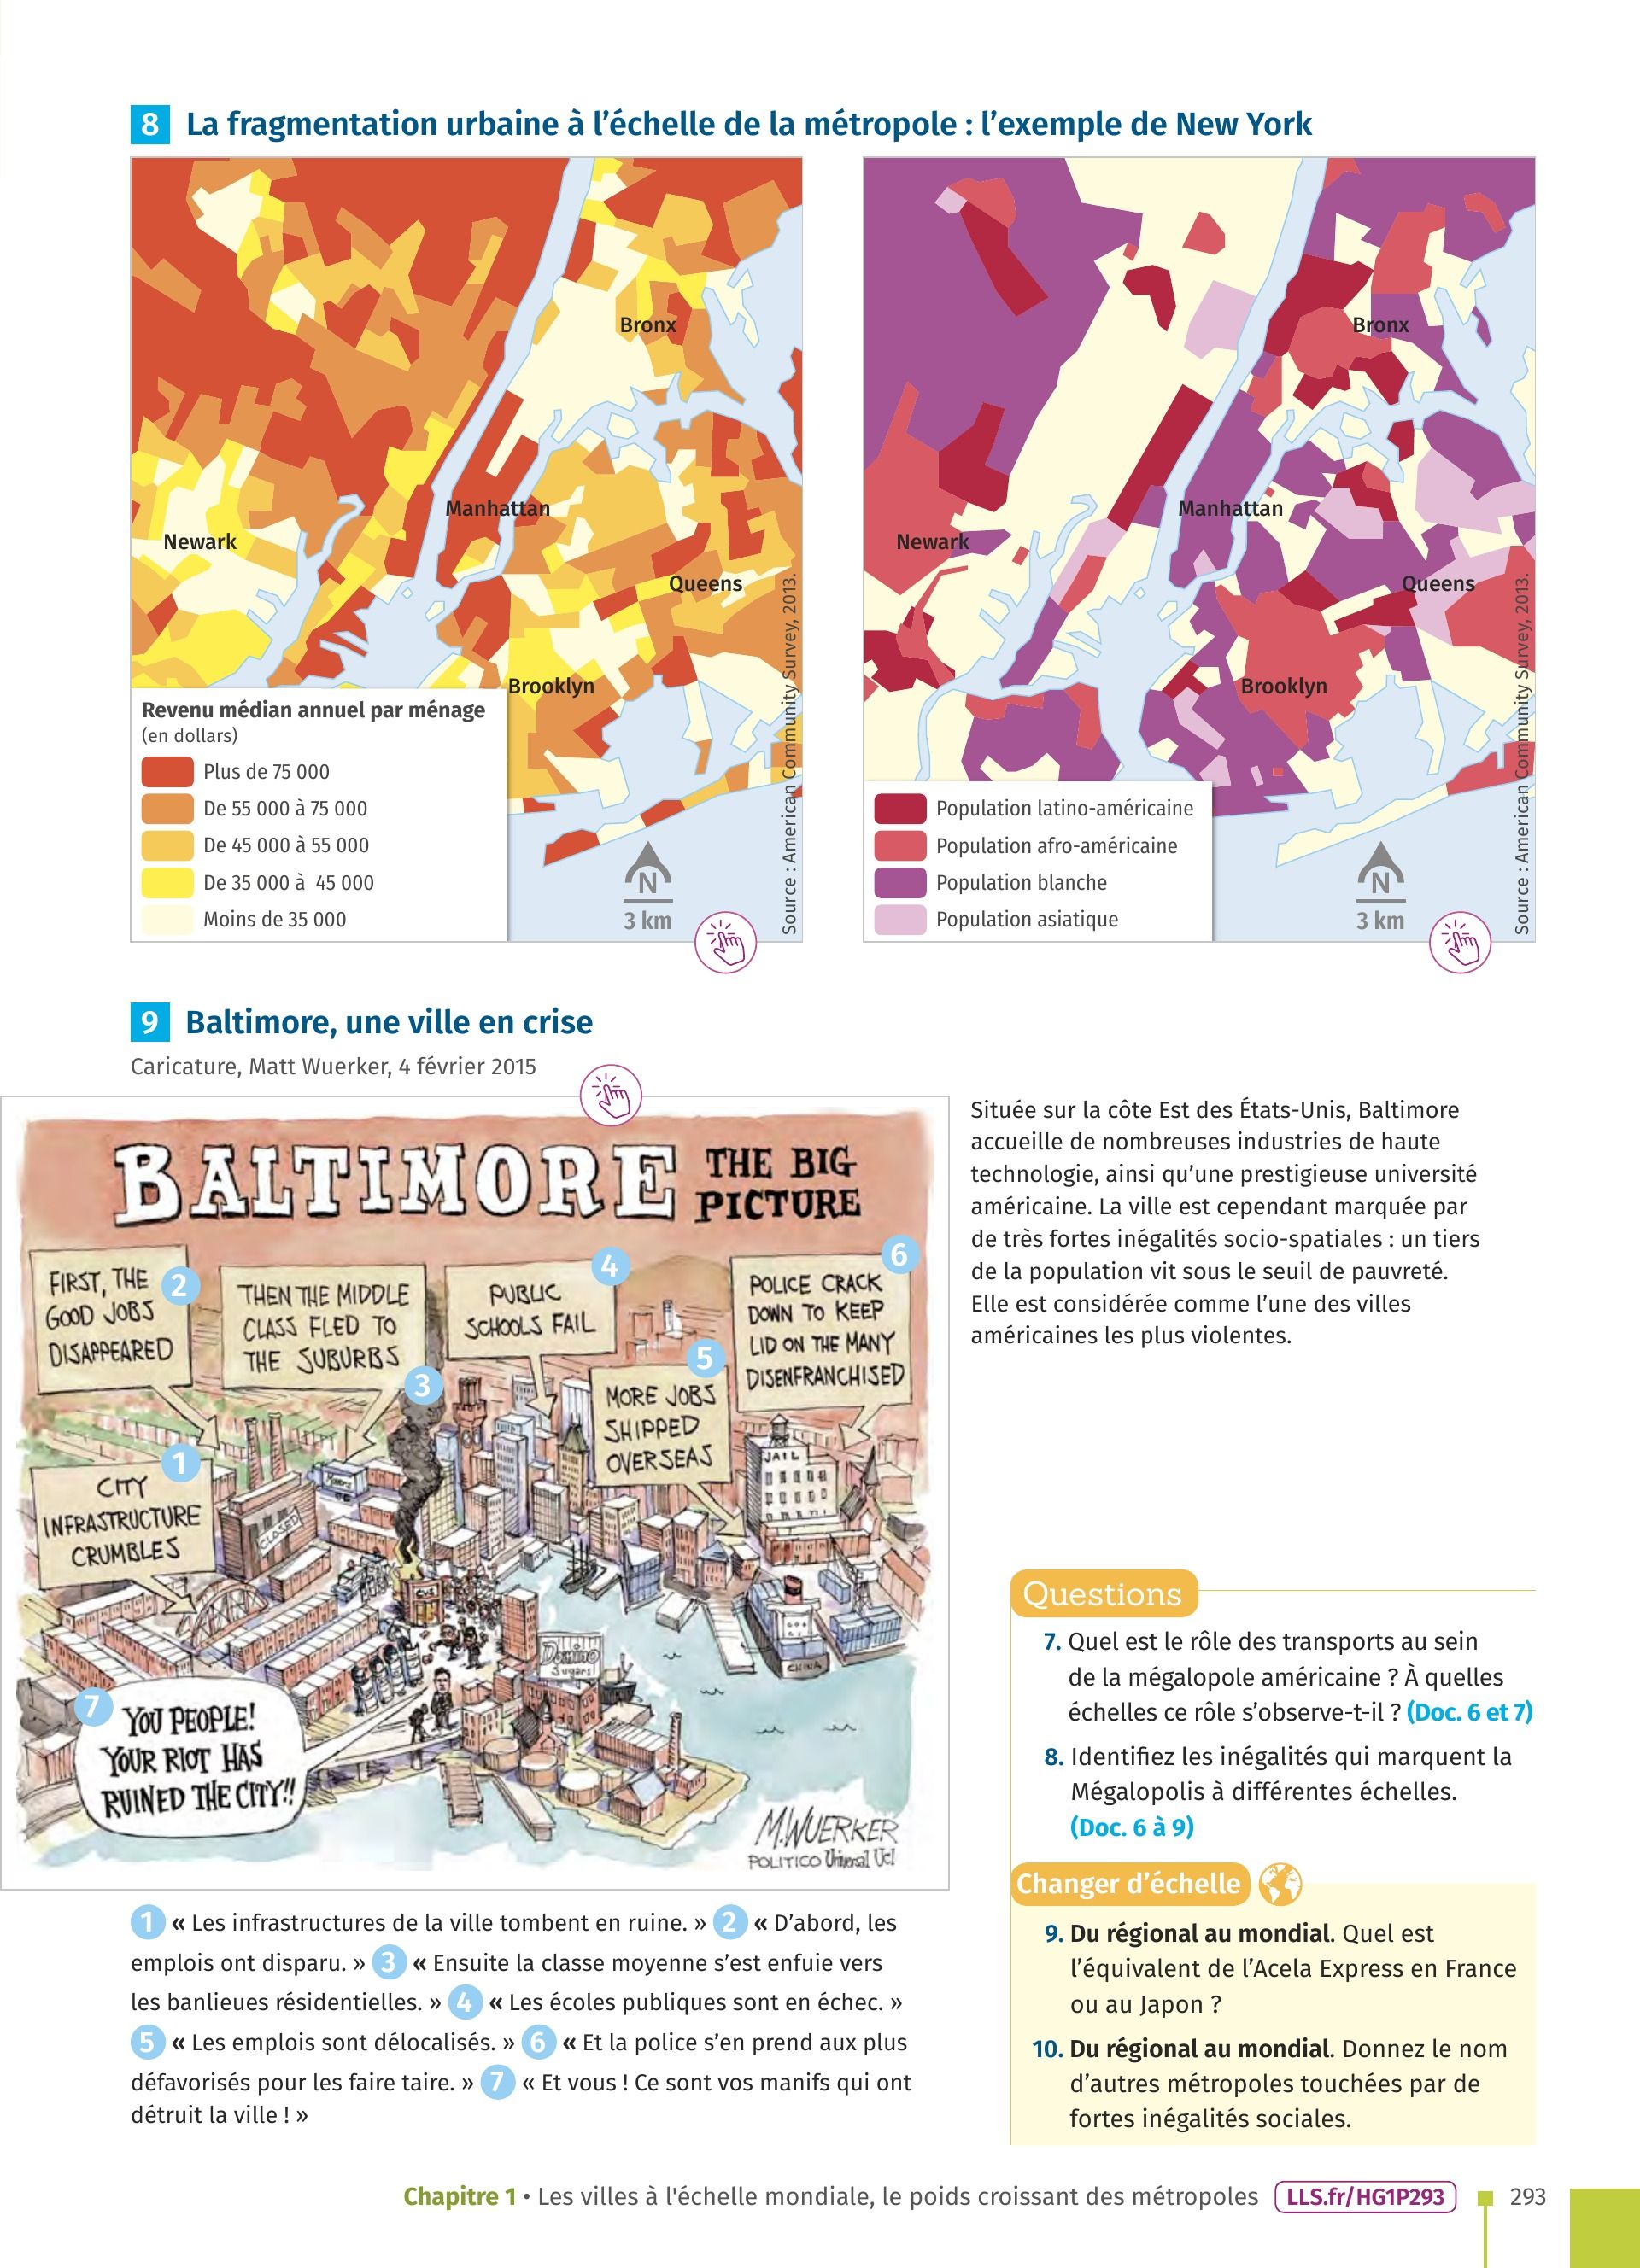 8 La fragmentation urbaine à l'échelle de la métropole : l'exemple de New York
Bronx
Manhattan
Newark
Queens
Brooklyn
Revenu médian annuel par ménage
(en dollars)
Plus de 75 000
De 55 000 à 75 000
De 45 000 à 55 000
De 35 000 à 45 000
Moins de 35 000
N
3 km
Source : American Community Survey, 2013.
Bronx
Manhattan
Newark
Queens
Brooklyn
Population latino-américaine
Population afro-américaine
Population blanche
Population asiatique
N
3 km
Source : American Community Survey, 2013.
9 Baltimore, une ville en crise
Caricature, Matt Wuerker, 4 février 2015
BALTIMORE THE BIG
PICTURE
FIRST, THE
GOOD JOBS
DISAPPEARED
2
THEN THE MIDDLE
CLASS FLED TO
THE SUBURBS
3
PUBLIC
SCHOOLS FAIL
4
MORE JOBS
SHIPPED
OVERSEAS
5
POLICE CRACK
DOWN TO KEEP
LID ON THE MANY
DISENFRANCHISED
6
CITY
INFRASTRUCTURE
CRUMBLES
1
CLOSED
JAIL
CVS
Domino
Sugars
CHINA
7
YOU PEOPLE!
YOUR RIOT HAS
RUINED THE CITY!!
M.WUERKER
POLITICO Universal Ucl
Située sur la côte Est des États-Unis, Baltimore
accueille de nombreuses industries de haute
technologie, ainsi qu'une prestigieuse université
américaine. La ville est cependant marquée par
de très fortes inégalités socio-spatiales : un tiers
de la population vit sous le seuil de pauvreté.
Elle est considérée comme l'une des villes
américaines les plus violentes.
1 « Les infrastructures de la ville tombent en ruine. » 2 « D'abord, les
emplois ont disparu. » 3 « Ensuite la classe moyenne s'est enfuie vers
les banlieues résidentielles. » 4 « Les écoles publiques sont en échec. »
5 « Les emplois sont délocalisés. » 6 « Et la police s'en prend aux plus
défavorisés pour les faire taire. » 7 « Et vous ! Ce sont vos manifs qui ont
détruit la ville ! »
Questions
7. Quel est le rôle des transports au sein
de la mégalopole américaine ? À quelles
échelles ce rôle s'observe-t-il ? (Doc. 6 et 7)
8. Identifiez les inégalités qui marquent la
Mégalopolis à différentes échelles.
(Doc. 6 à 9)
Changer d'échelle
9. Du régional au mondial. Quel est
l'équivalent de l'Acela Express en France
ou au Japon ?
10. Du régional au mondial. Donnez le nom
d'autres métropoles touchées par de
fortes inégalités sociales.
Chapitre 1 • Les villes à l'échelle mondiale, le poids croissant des métropoles LLS.fr/HG1P293 293